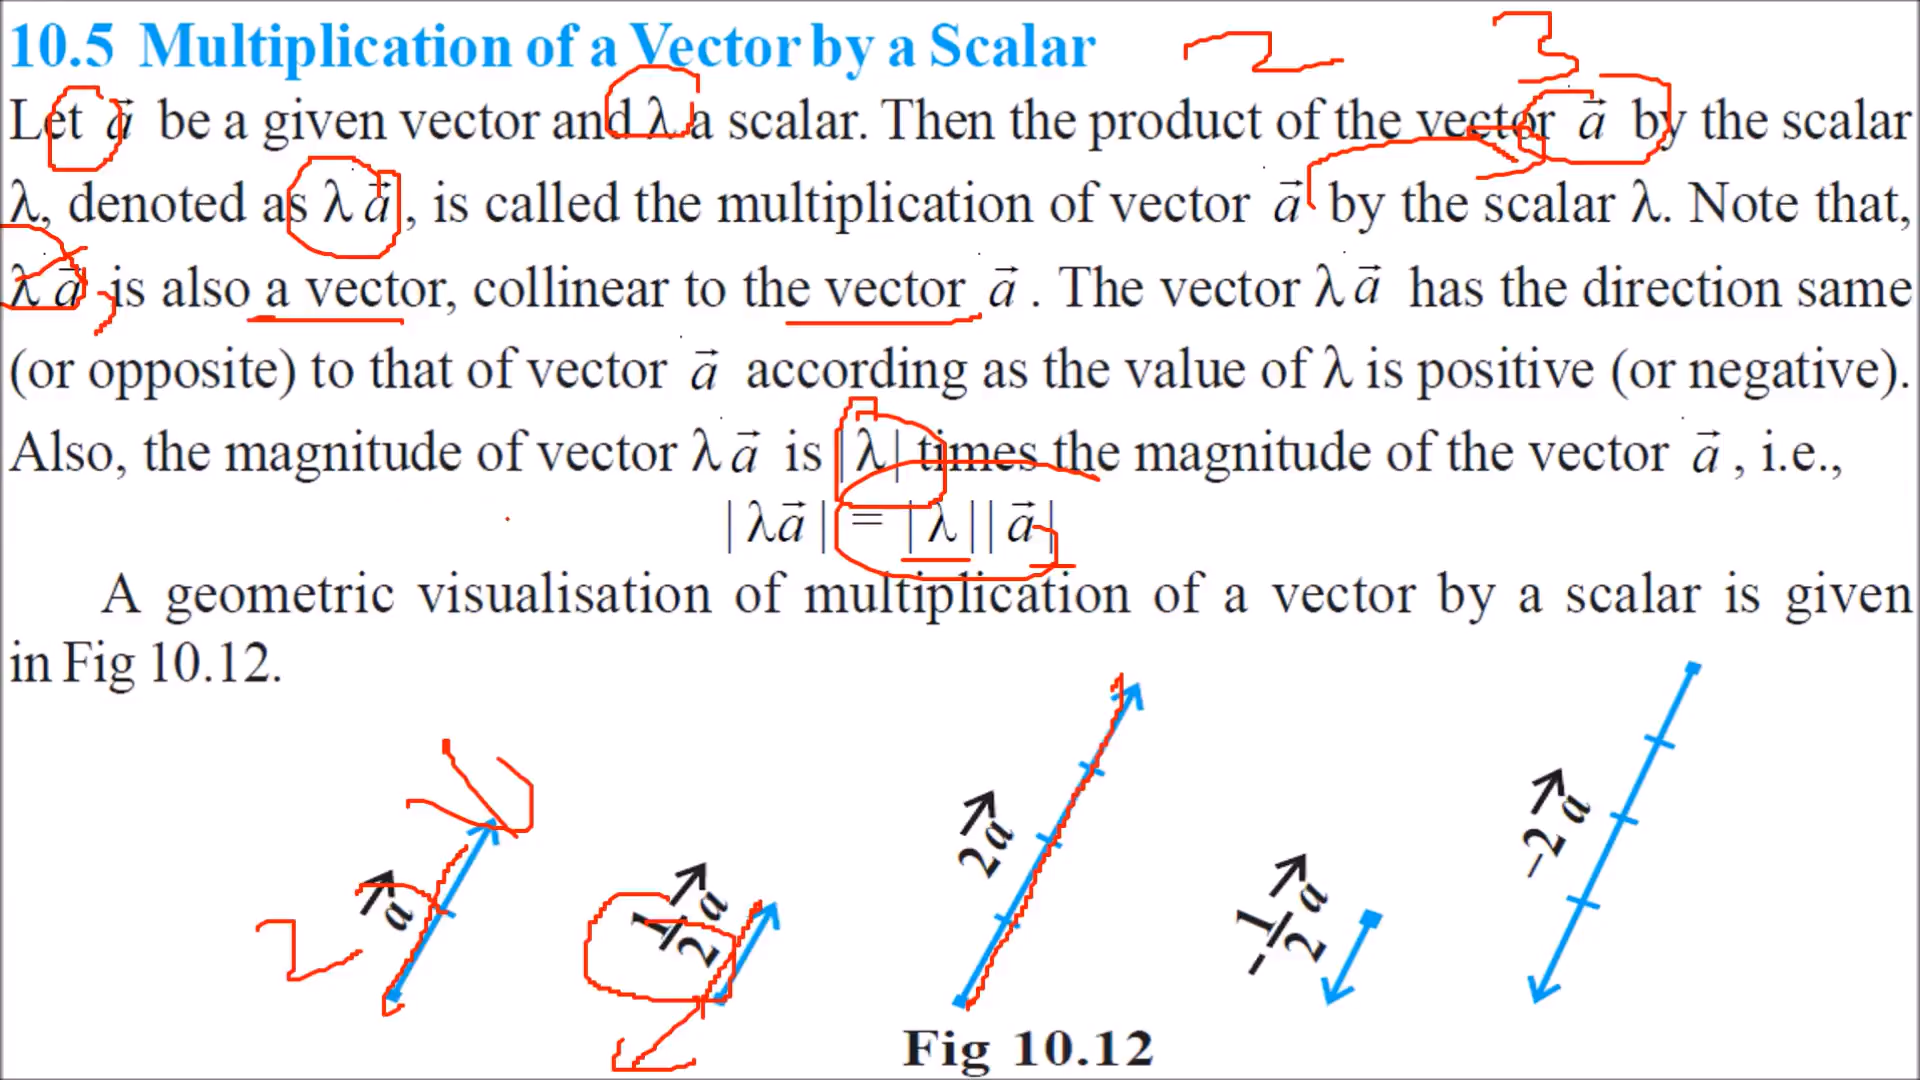 10.5 Multiplication of a Vector by a Scalar
2 3
Let a⃗ be a given vector and λ a scalar. Then the product of the vector a⃗ by the scalar
λ, denoted as λ a⃗ , is called the multiplication of vector a⃗ by the scalar λ. Note that,
λ a⃗ is also a vector, collinear to the vector a⃗ . The vector λ a⃗ has the direction same
(or opposite) to that of vector a⃗ according as the value of λ is positive (or negative).
Also, the magnitude of vector λ a⃗ is | λ | times the magnitude of the vector a⃗ , i.e.,
| λa⃗ | = | λ | | a⃗ |
A geometric visualisation of multiplication of a vector by a scalar is given
in Fig 10.12.
a⃗
2
1/2 a⃗
2a⃗
-1/2 a⃗
–2 a⃗
Fig 10.12